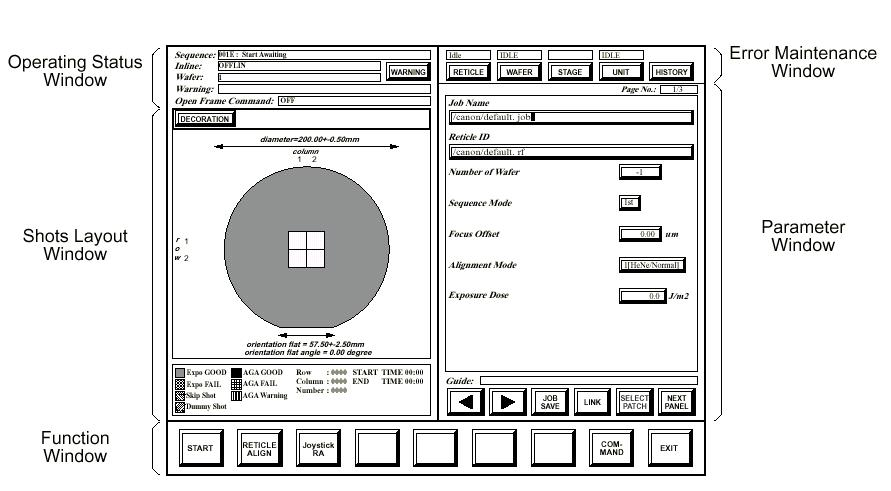 Operating Status
Window
Sequence: 001E : Start Awaiting
Inline: OFFLIN
Wafer: 1
WARNING
Warning:
Open Frame Command: OFF
Idle IDLE IDLE
RETICLE WAFER STAGE UNIT HISTORY
Error Maintenance
Window
Page No.: 1/3
DECORATION
diameter=200.00+-0.50mm
column
1 2
r
o
w
1
2
orientation flat = 57.50+-2.50mm
orientation flat angle = 0.00 degree
Shots Layout
Window
Expo GOOD AGA GOOD Row : 0000 START TIME 00:00
Expo FAIL AGA FAIL Column : 0000 END TIME 00:00
Skip Shot AGA Warning Number : 0000
Dummy Shot
Job Name
/canon/default. job
Reticle ID
/canon/default. rf
Number of Wafer -1
Sequence Mode 1st
Focus Offset 0.00 um
Alignment Mode 1[HeNe/Normal]
Exposure Dose 0.0 J/m2
Parameter
Window
Guide:
JOB
SAVE
LINK
SELECT
PATCH
NEXT
PANEL
Function
Window
START
RETICLE
ALIGN
Joystick
RA
COM-
MAND
EXIT